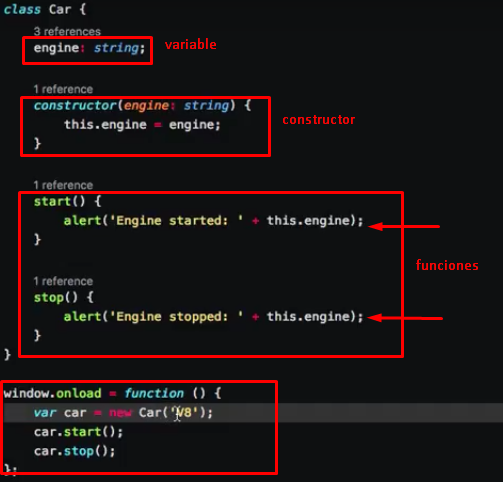 class Car {
3 references
engine: string;
variable
1 reference
constructor(engine: string) {
this.engine = engine;
}
constructor
1 reference
start() {
alert('Engine started: ' + this.engine);
}
funciones
1 reference
stop() {
alert('Engine stopped: ' + this.engine);
}
}
window.onload = function () {
var car = new Car('V8');
car.start();
car.stop();
};